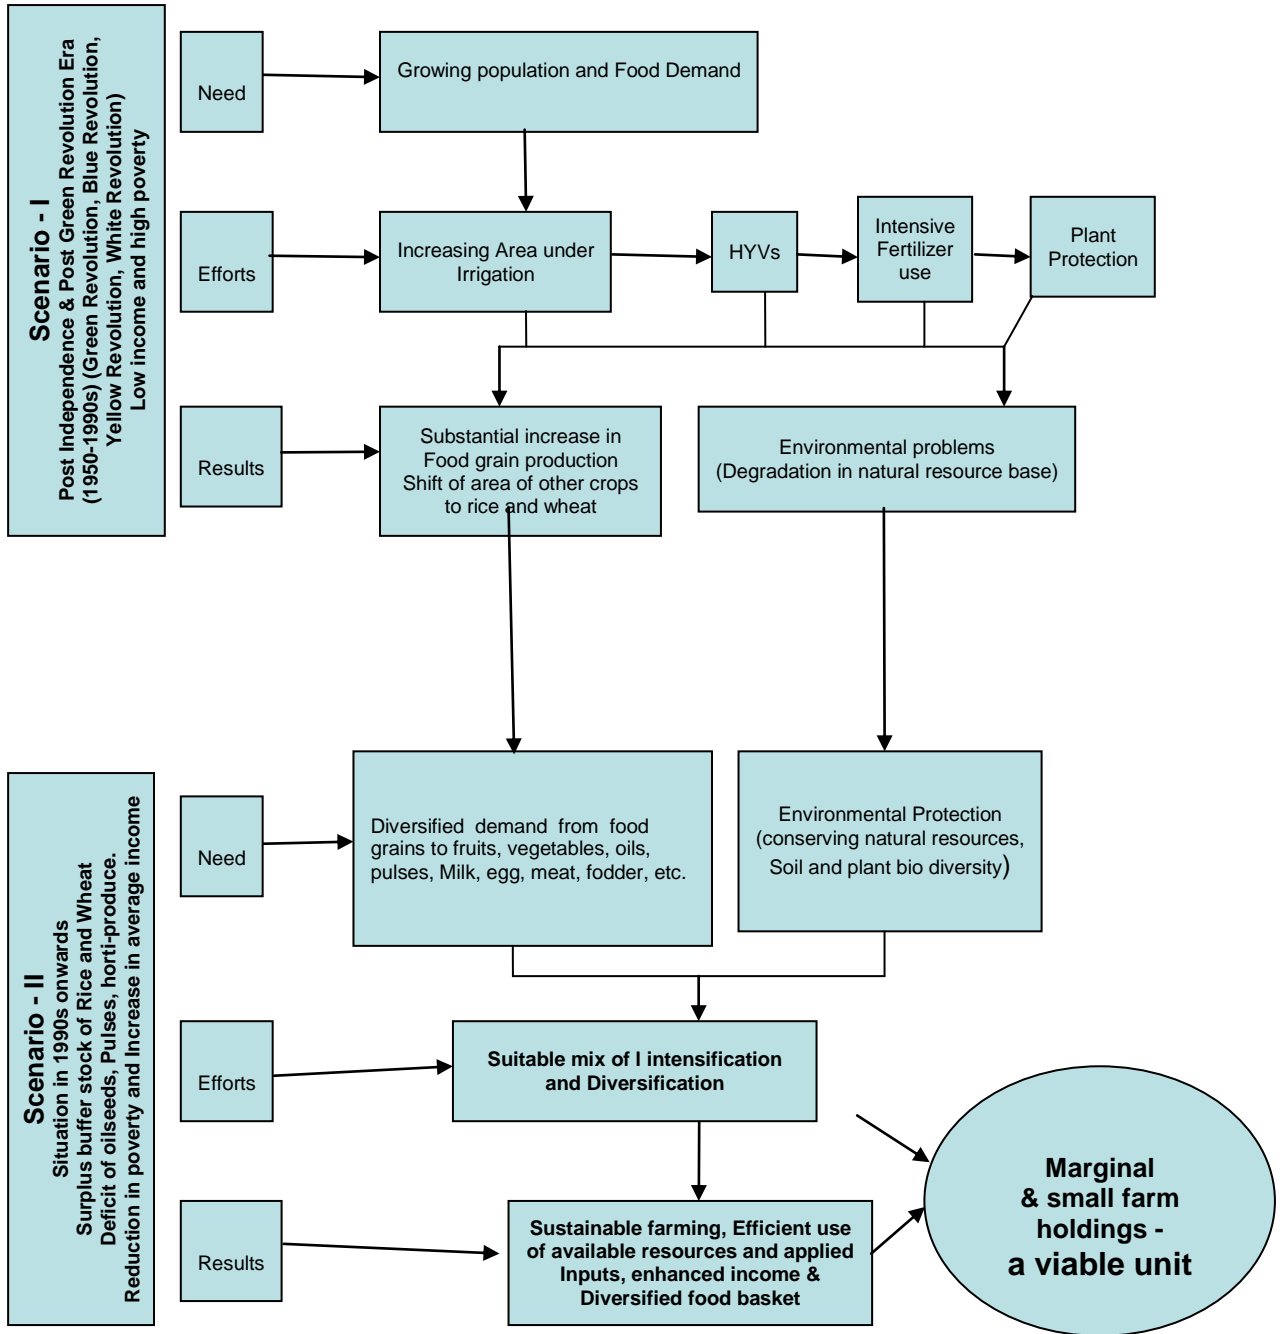 Scenario - I
Post Independence & Post Green Revolution Era
(1950-1990s) (Green Revolution, Blue Revolution,
Yellow Revolution, White Revolution)
Low income and high poverty
Need
Growing population and Food Demand
Efforts
Increasing Area under
Irrigation
HYVs
Intensive
Fertilizer
use
Plant
Protection
Results
Substantial increase in
Food grain production
Shift of area of other crops
to rice and wheat
Environmental problems
(Degradation in natural resource base)
Scenario - II
Situation in 1990s onwards
Surplus buffer stock of Rice and Wheat
Deficit of oilseeds, Pulses, horti-produce.
Reduction in poverty and Increase in average income
Need
Diversified demand from food
grains to fruits, vegetables, oils,
pulses, Milk, egg, meat, fodder, etc.
Environmental Protection
(conserving natural resources,
Soil and plant bio diversity)
Efforts
Suitable mix of I intensification
and Diversification
Results
Sustainable farming, Efficient use
of available resources and applied
Inputs, enhanced income &
Diversified food basket
Marginal
& small farm
holdings -
a viable unit